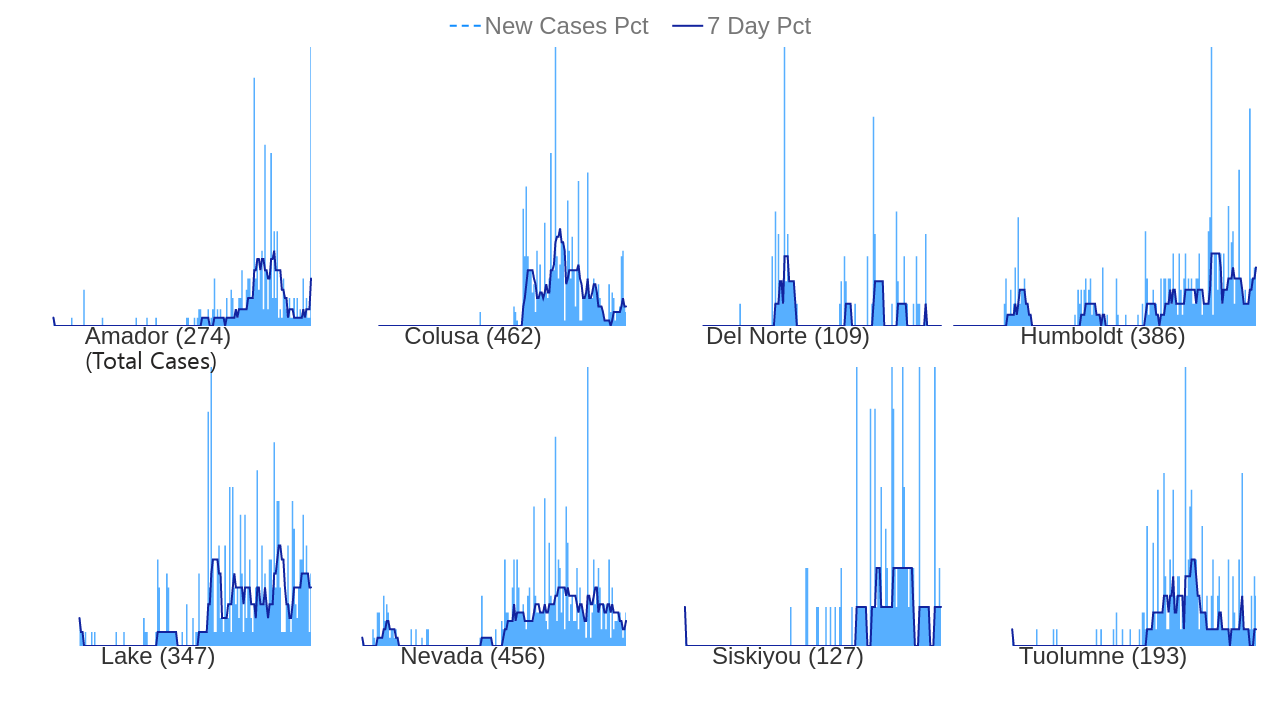 New Cases Pct 7 Day Pct
Amador (274) Colusa (462) Del Norte (109) Humboldt (386)
(Total Cases)
Lake (347) Nevada (456) Siskiyou (127) Tuolumne (193)